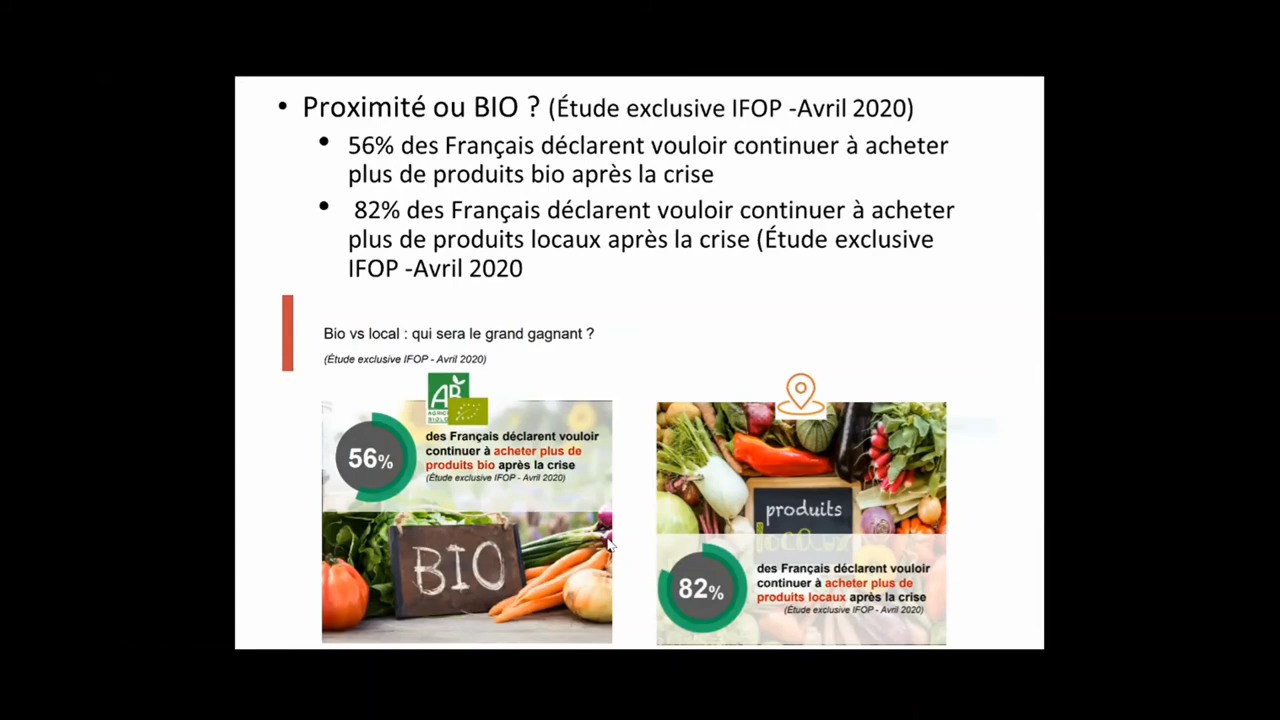 • Proximité ou BIO ? (Étude exclusive IFOP -Avril 2020)
• 56% des Français déclarent vouloir continuer à acheter
plus de produits bio après la crise
• 82% des Français déclarent vouloir continuer à acheter
plus de produits locaux après la crise (Étude exclusive
IFOP -Avril 2020
Bio vs local : qui sera le grand gagnant ?
(Étude exclusive IFOP - Avril 2020)
AB
56%
des Français déclarent vouloir
continuer à acheter plus de
produits bio après la crise
(Étude exclusive IFOP - Avril 2020)
BIO
produits
locaux
82%
des Français déclarent vouloir
continuer à acheter plus de
produits locaux après la crise
(Étude exclusive IFOP - Avril 2020)